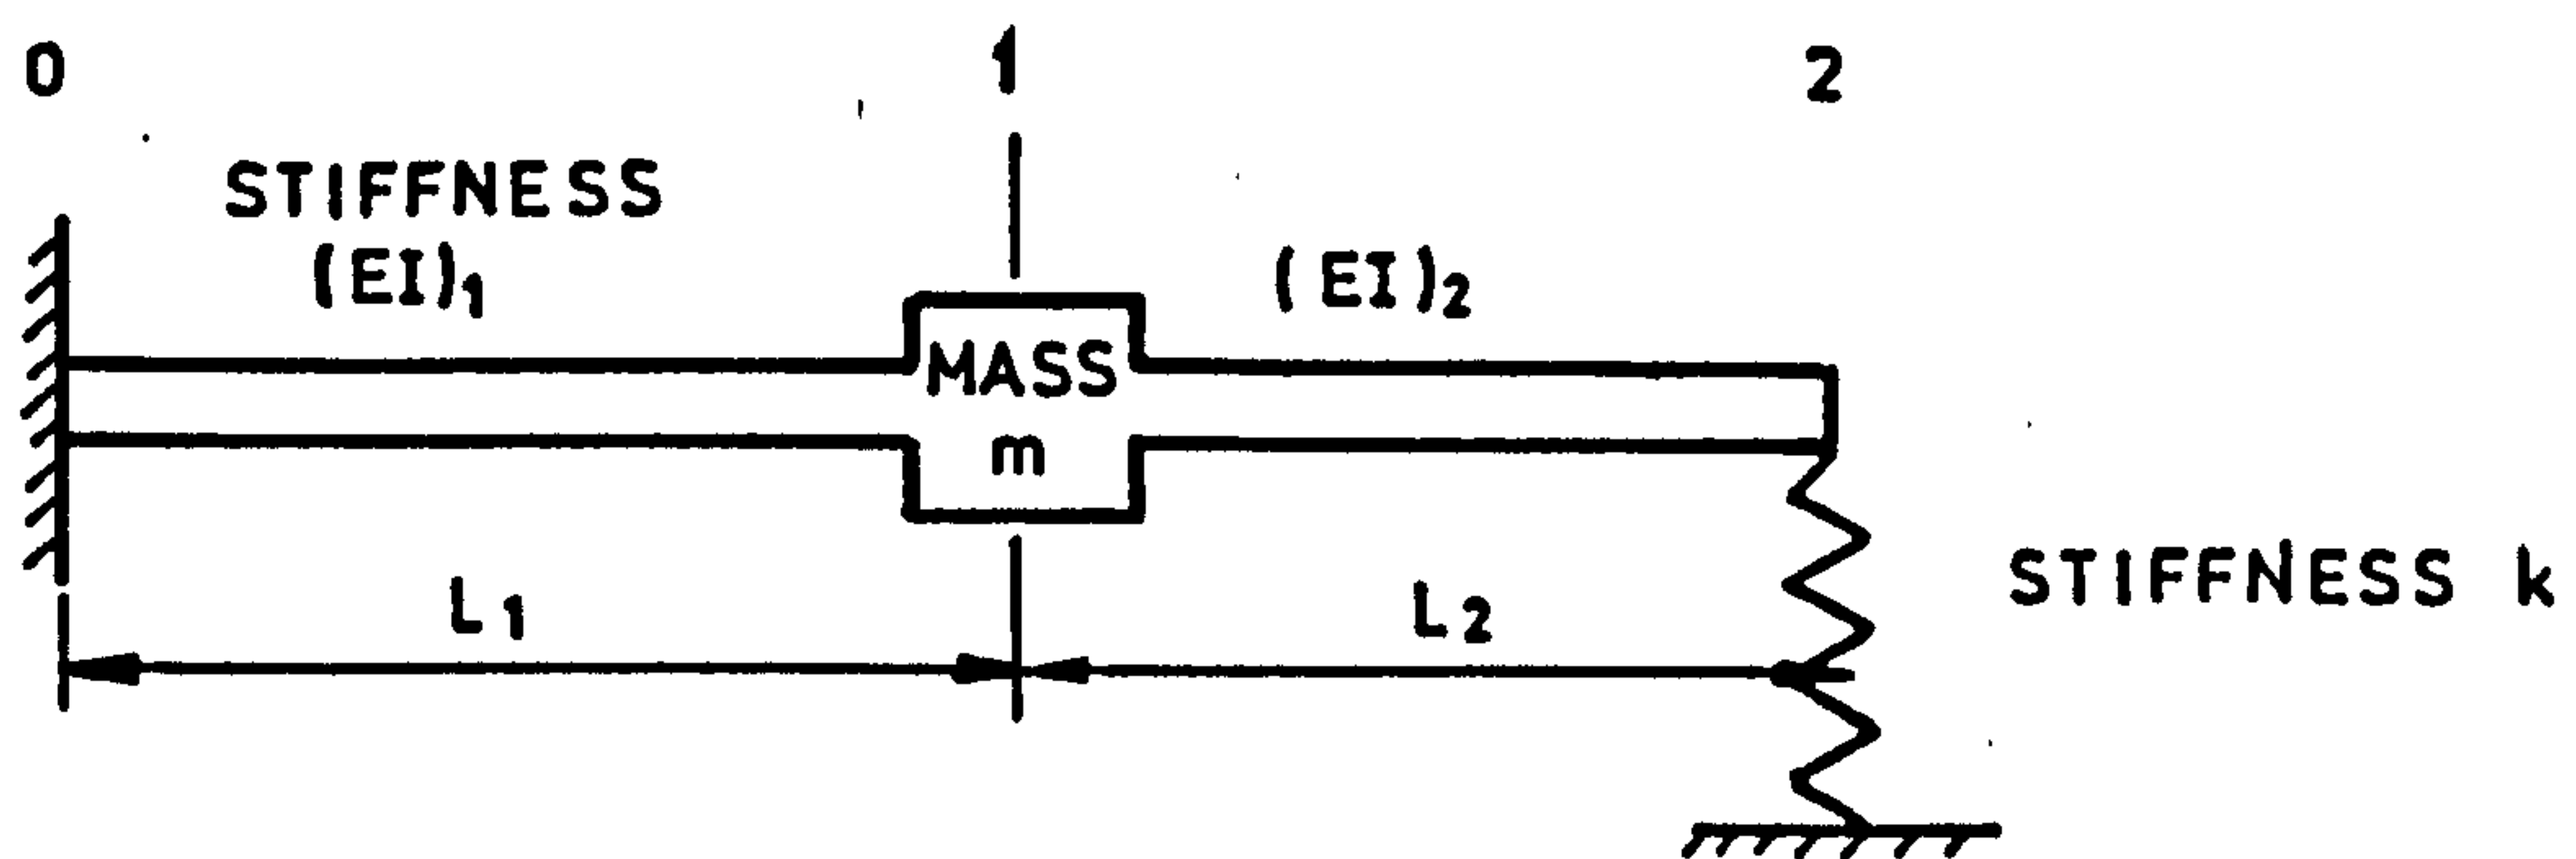 0 1 2
STIFFNESS
(EI)₁ (EI)₂
MASS
m
L₁ L₂
STIFFNESS k